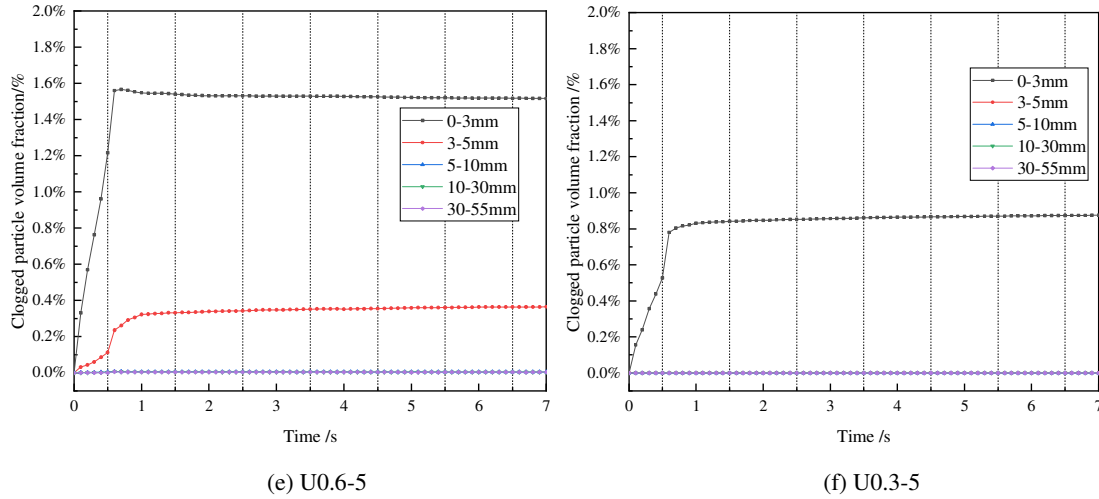 2.0%
1.8%
1.6%
1.4%
1.2%
1.0%
0.8%
0.6%
0.4%
0.2%
0.0%
Clogged particle volume fraction/%
0-3mm
3-5mm
5-10mm
10-30mm
30-55mm
0 1 2 3 4 5 6 7
Time /s
(e) U0.6-5
2.0%
1.8%
1.6%
1.4%
1.2%
1.0%
0.8%
0.6%
0.4%
0.2%
0.0%
Clogged particle volume fraction /%
0-3mm
3-5mm
5-10mm
10-30mm
30-55mm
0 1 2 3 4 5 6 7
Time /s
(f) U0.3-5